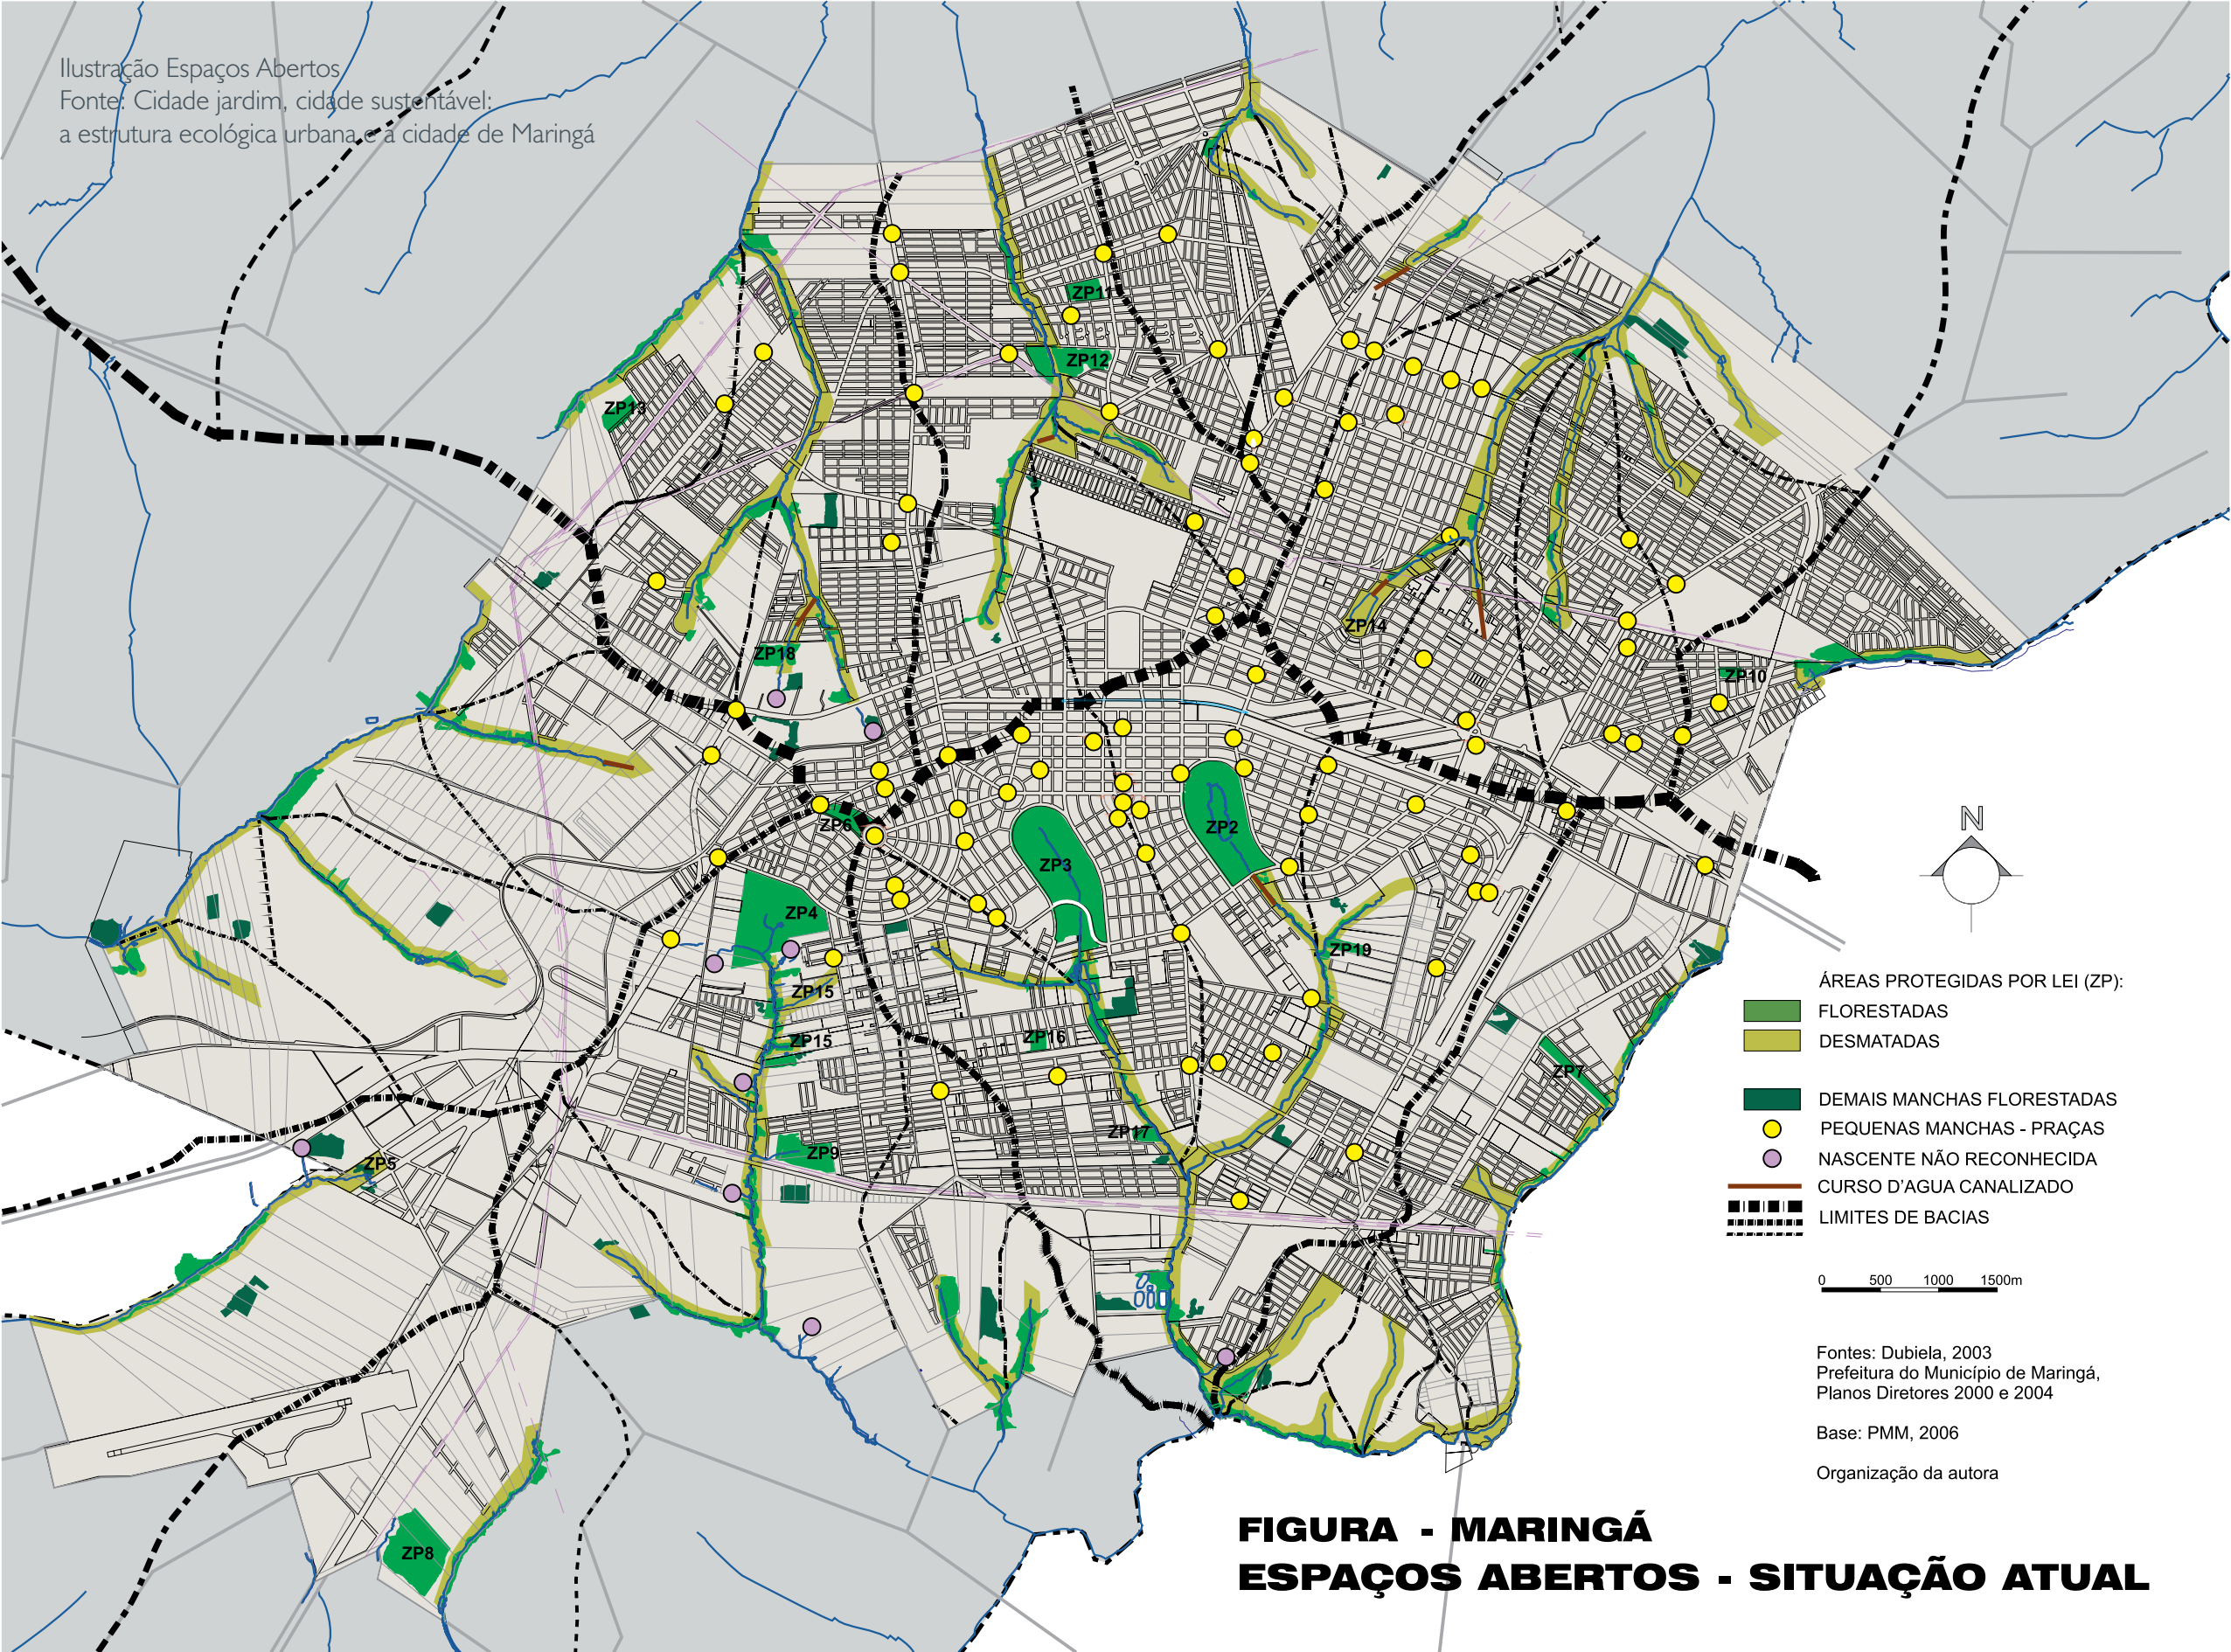 Ilustração Espaços Abertos
Fonte: Cidade jardim, cidade sustentável:
a estrutura ecológica urbana e a cidade de Maringá
ZP11
ZP12
ZP13
ZP14
ZP18
ZP10
ZP6
ZP2
ZP3
ZP4
ZP19
ZP15
ZP15
ZP16
ZP7
ZP17
ZP9
ZP5
ZP8
N
ÁREAS PROTEGIDAS POR LEI (ZP):
FLORESTADAS
DESMATADAS
DEMAIS MANCHAS FLORESTADAS
PEQUENAS MANCHAS - PRAÇAS
NASCENTE NÃO RECONHECIDA
CURSO D'AGUA CANALIZADO
LIMITES DE BACIAS
0 500 1000 1500m
Fontes: Dubiela, 2003
Prefeitura do Município de Maringá,
Planos Diretores 2000 e 2004
Base: PMM, 2006
Organização da autora
FIGURA - MARINGÁ
ESPAÇOS ABERTOS - SITUAÇÃO ATUAL